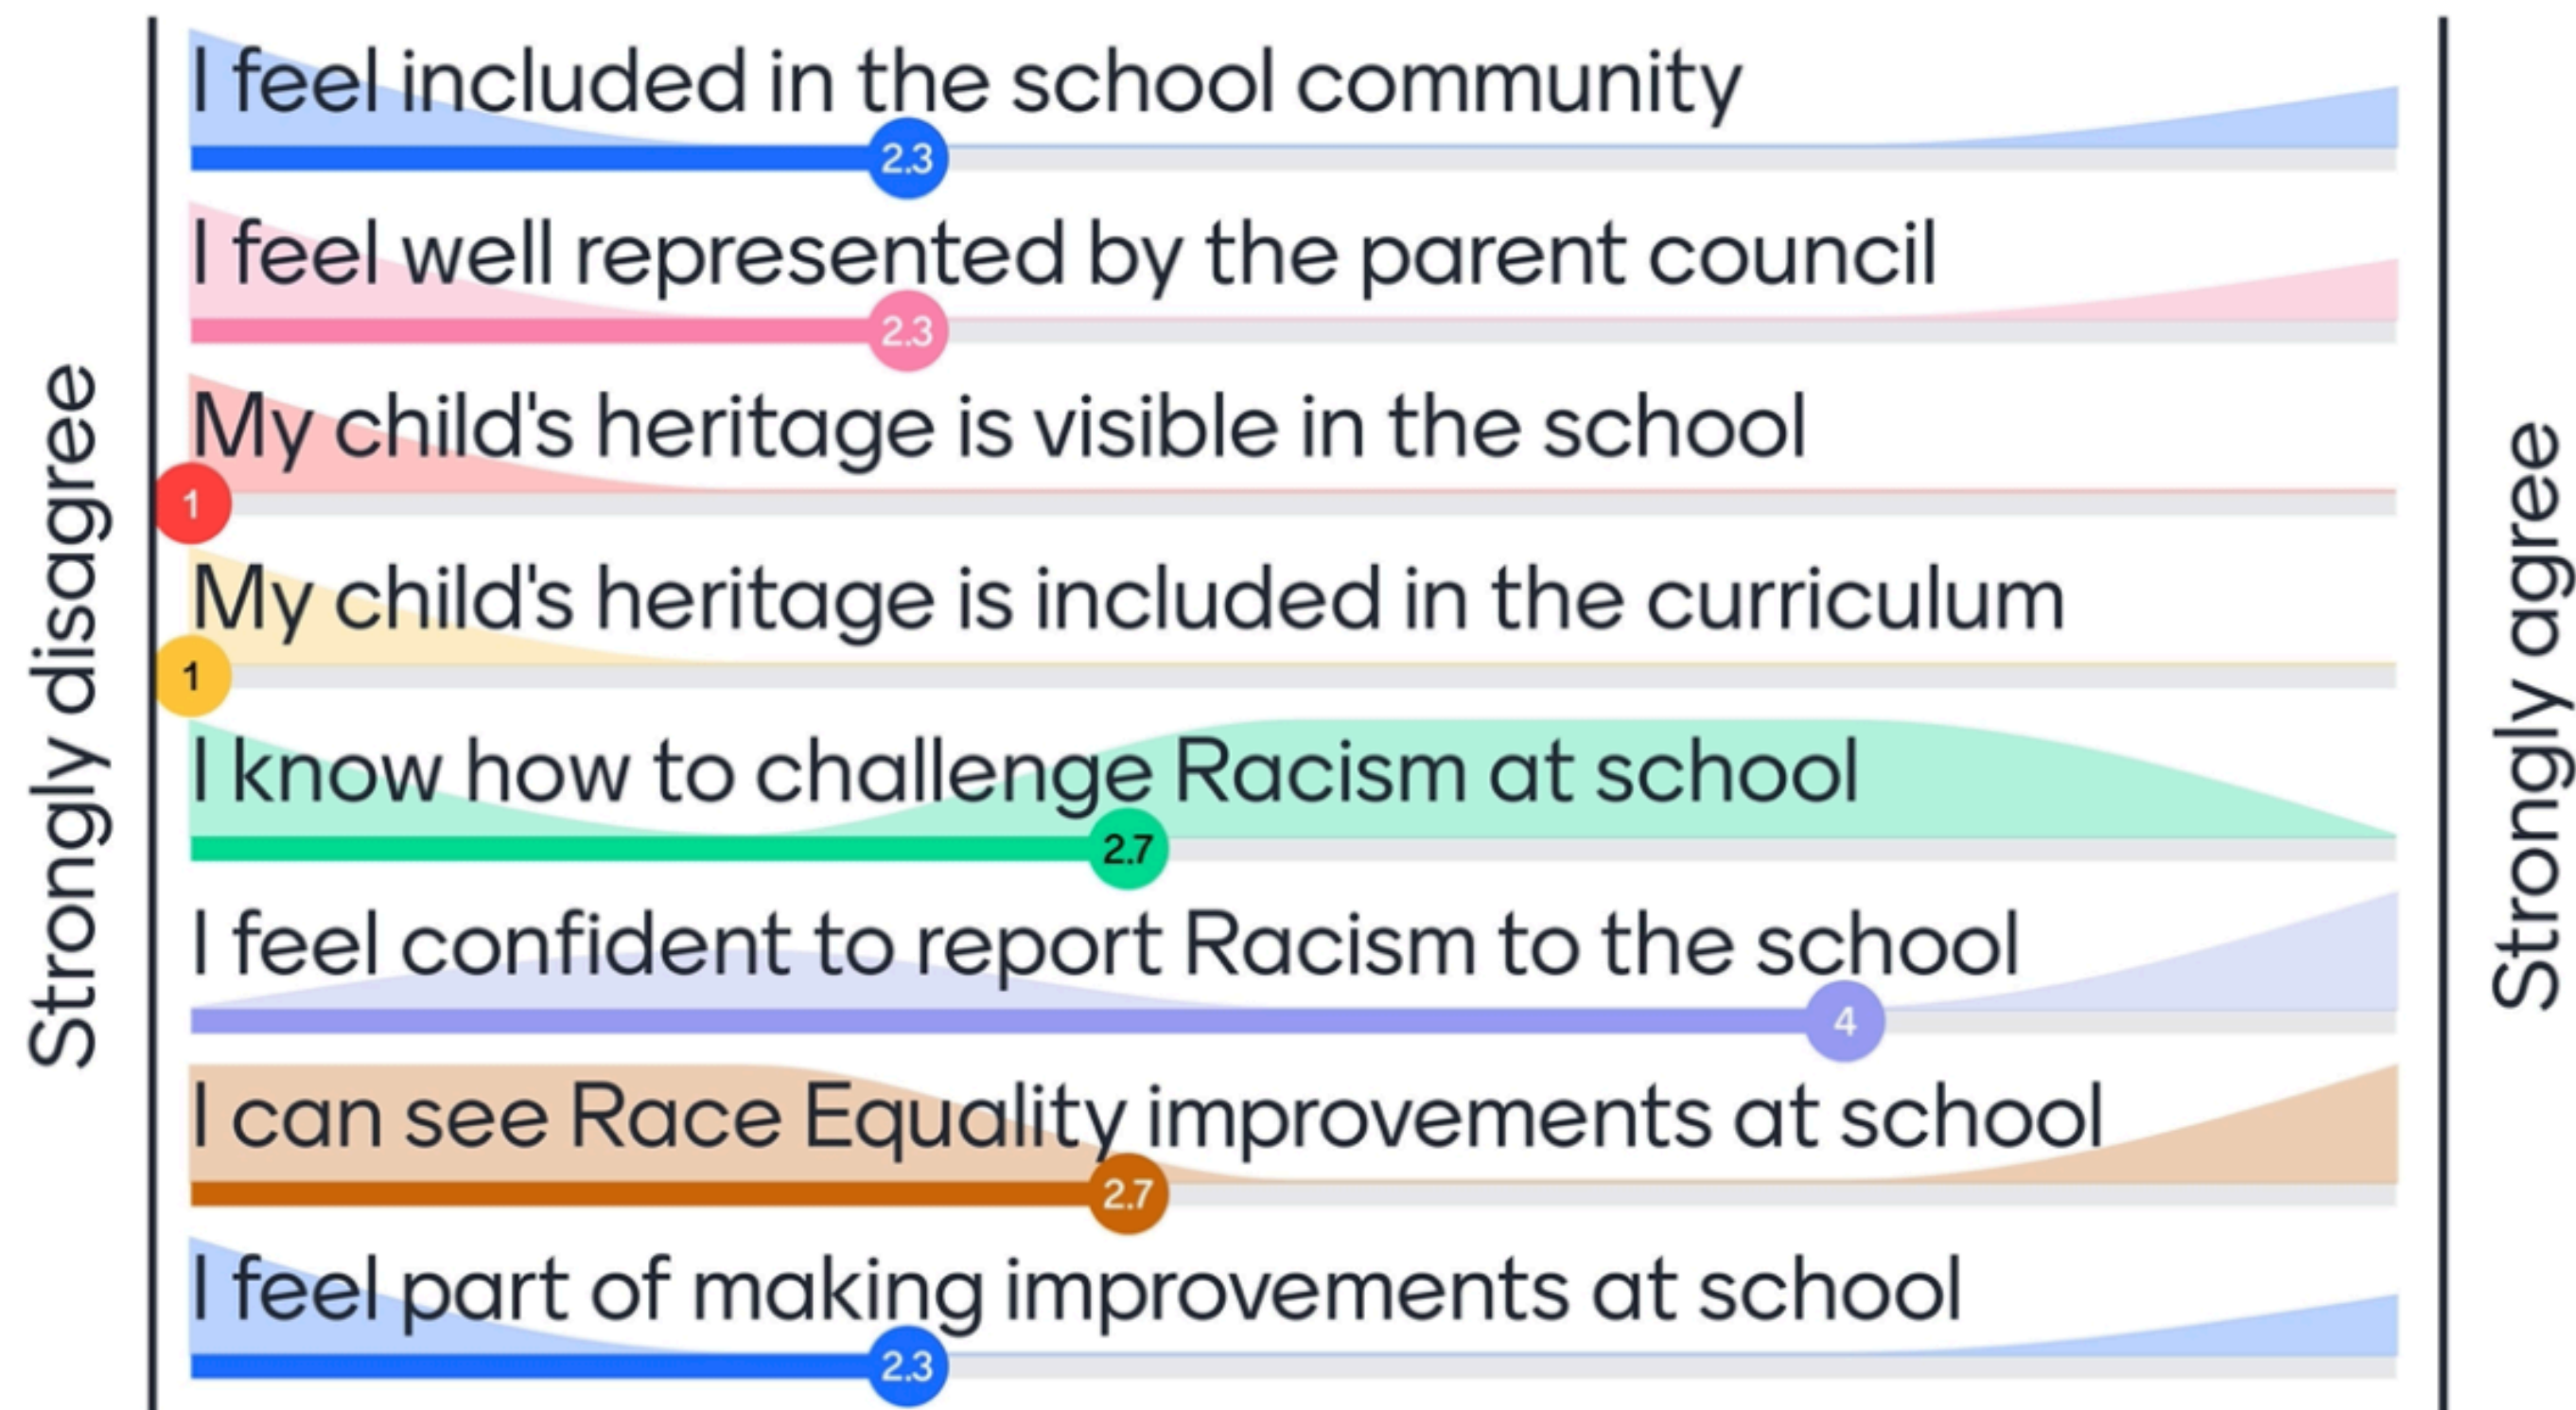 Strongly disagree
I feel included in the school community
2.3
I feel well represented by the parent council
2.3
My child's heritage is visible in the school
1
My child's heritage is included in the curriculum
1
I know how to challenge Racism at school
2.7
I feel confident to report Racism to the school
4
I can see Race Equality improvements at school
2.7
I feel part of making improvements at school
2.3
Strongly agree